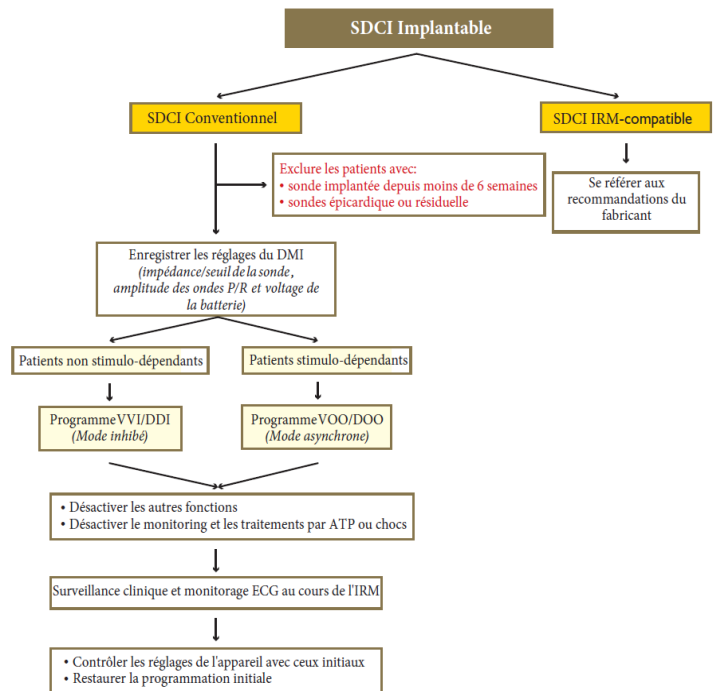 SDCI Implantable
SDCI Conventionnel
SDCI IRM-compatible
Exclure les patients avec:
• sonde implantée depuis moins de 6 semaines
• sondes épicardique ou résiduelle
Se référer aux
recommandations du
fabricant
Enregistrer les réglages du DMI
(impédance/seuil de la sonde,
amplitude des ondes P/R et voltage de
la batterie)
Patients non stimulo-dépendants
Patients stimulo-dépendants
Programme VVI/DDI
(Mode inhibé)
Programme VOO/DOO
(Mode asynchrone)
• Désactiver les autres fonctions
• Désactiver le monitoring et les traitements par ATP ou chocs
Surveillance clinique et monitorage ECG au cours de l'IRM
• Contrôler les réglages de l'appareil avec ceux initiaux
• Restaurer la programmation initiale